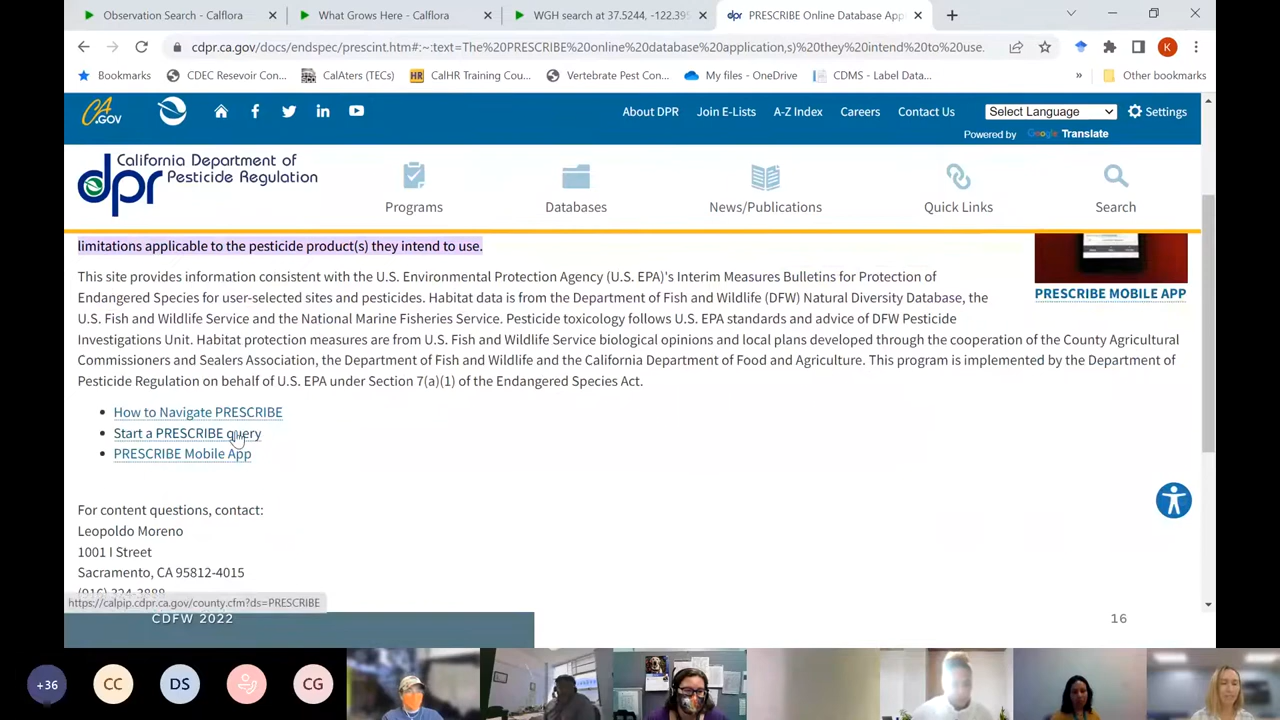 Observation Search - Calflora
What Grows Here - Calflora
WGH search at 37.5244, -122.395
PRESCRIBE Online Database App
cdpr.ca.gov/docs/endspec/prescint.htm#:~:text=The%20PRESCRIBE%20online%20database%20application,s)%20they%20intend%20to%20use.
K
Bookmarks
CDEC Resevoir Con...
CalAters (TECs)
HR CalHR Training Cou...
Vertebrate Pest Con...
My files - OneDrive
CDMS - Label Data...
»
Other bookmarks
CA.GOV
About DPR
Join E-Lists
A-Z Index
Careers
Contact Us
Select Language
Settings
Powered by Google Translate
dpr California Department of
Pesticide Regulation
Programs
Databases
News/Publications
Quick Links
Search
limitations applicable to the pesticide product(s) they intend to use.
This site provides information consistent with the U.S. Environmental Protection Agency (U.S. EPA)'s Interim Measures Bulletins for Protection of
Endangered Species for user-selected sites and pesticides. Habitat data is from the Department of Fish and Wildlife (DFW) Natural Diversity Database, the
U.S. Fish and Wildlife Service and the National Marine Fisheries Service. Pesticide toxicology follows U.S. EPA standards and advice of DFW Pesticide
Investigations Unit. Habitat protection measures are from U.S. Fish and Wildlife Service biological opinions and local plans developed through the cooperation of the County Agricultural
Commissioners and Sealers Association, the Department of Fish and Wildlife and the California Department of Food and Agriculture. This program is implemented by the Department of
Pesticide Regulation on behalf of U.S. EPA under Section 7(a)(1) of the Endangered Species Act.
PRESCRIBE MOBILE APP
• How to Navigate PRESCRIBE
• Start a PRESCRIBE query
• PRESCRIBE Mobile App
For content questions, contact:
Leopoldo Moreno
1001 I Street
Sacramento, CA 95812-4015
(916) 324-3888
https://calpip.cdpr.ca.gov/county.cfm?ds=PRESCRIBE
CDFW 2022
16
+36
CC
DS
CG